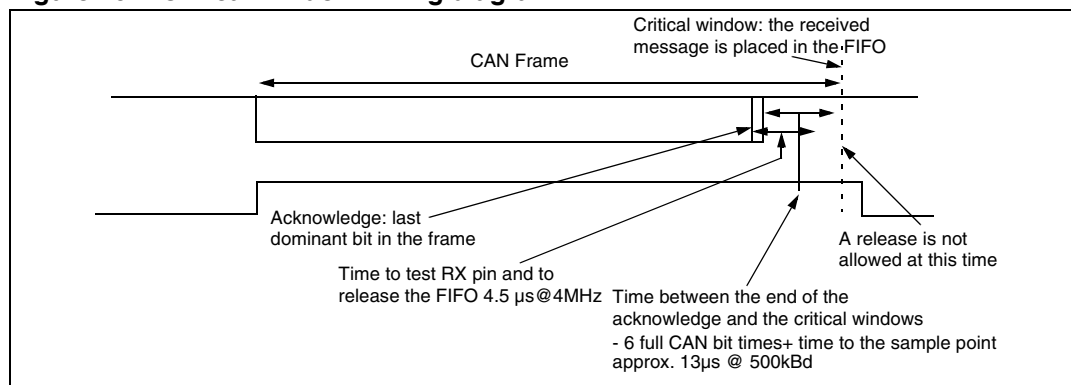 Critical window: the received
message is placed in the FIFO
CAN Frame
Acknowledge: last
dominant bit in the frame
A release is not
allowed at this time
Time to test RX pin and to
release the FIFO 4.5 µs@4MHz
Time between the end of the
acknowledge and the critical windows
- 6 full CAN bit times+ time to the sample point
approx. 13µs @ 500kBd